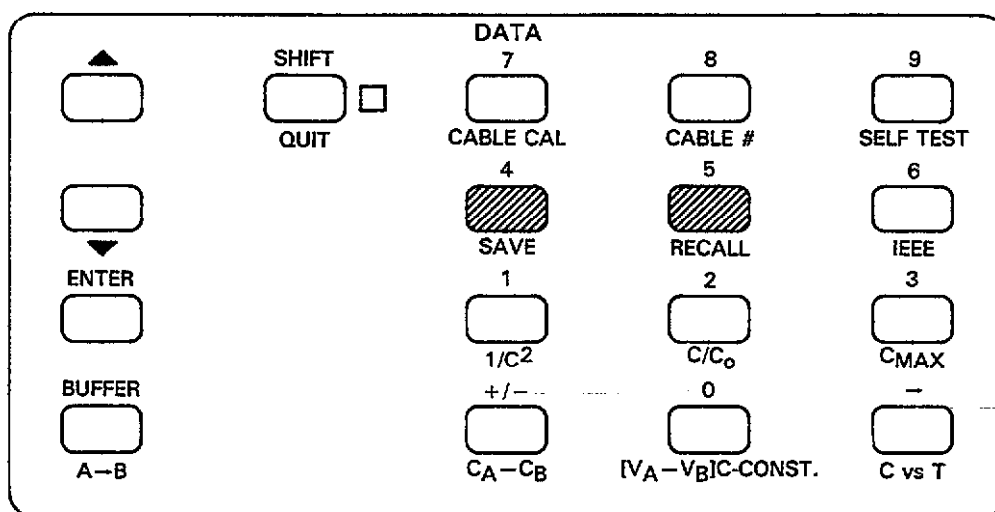 DATA
SHIFT 7 8 9
QUIT CABLE CAL CABLE # SELF TEST
4 5 6
SAVE RECALL IEEE
ENTER 1 2 3
1/C² C/Cₒ CMAX
BUFFER +/− 0 →
A→B CA−CB [VA−VB]C-CONST. C vs T